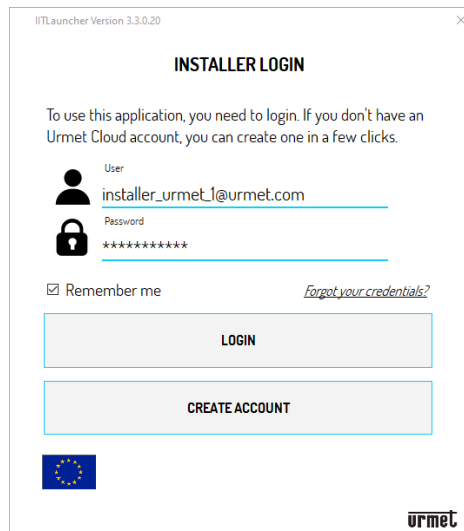 IITLauncher Version 3.3.0.20
INSTALLER LOGIN
To use this application, you need to login. If you don't have an
Urmet Cloud account, you can create one in a few clicks.
User
installer_urmet_1@urmet.com
Password
***********
Remember me
Forgot your credentials?
LOGIN
CREATE ACCOUNT
urmet